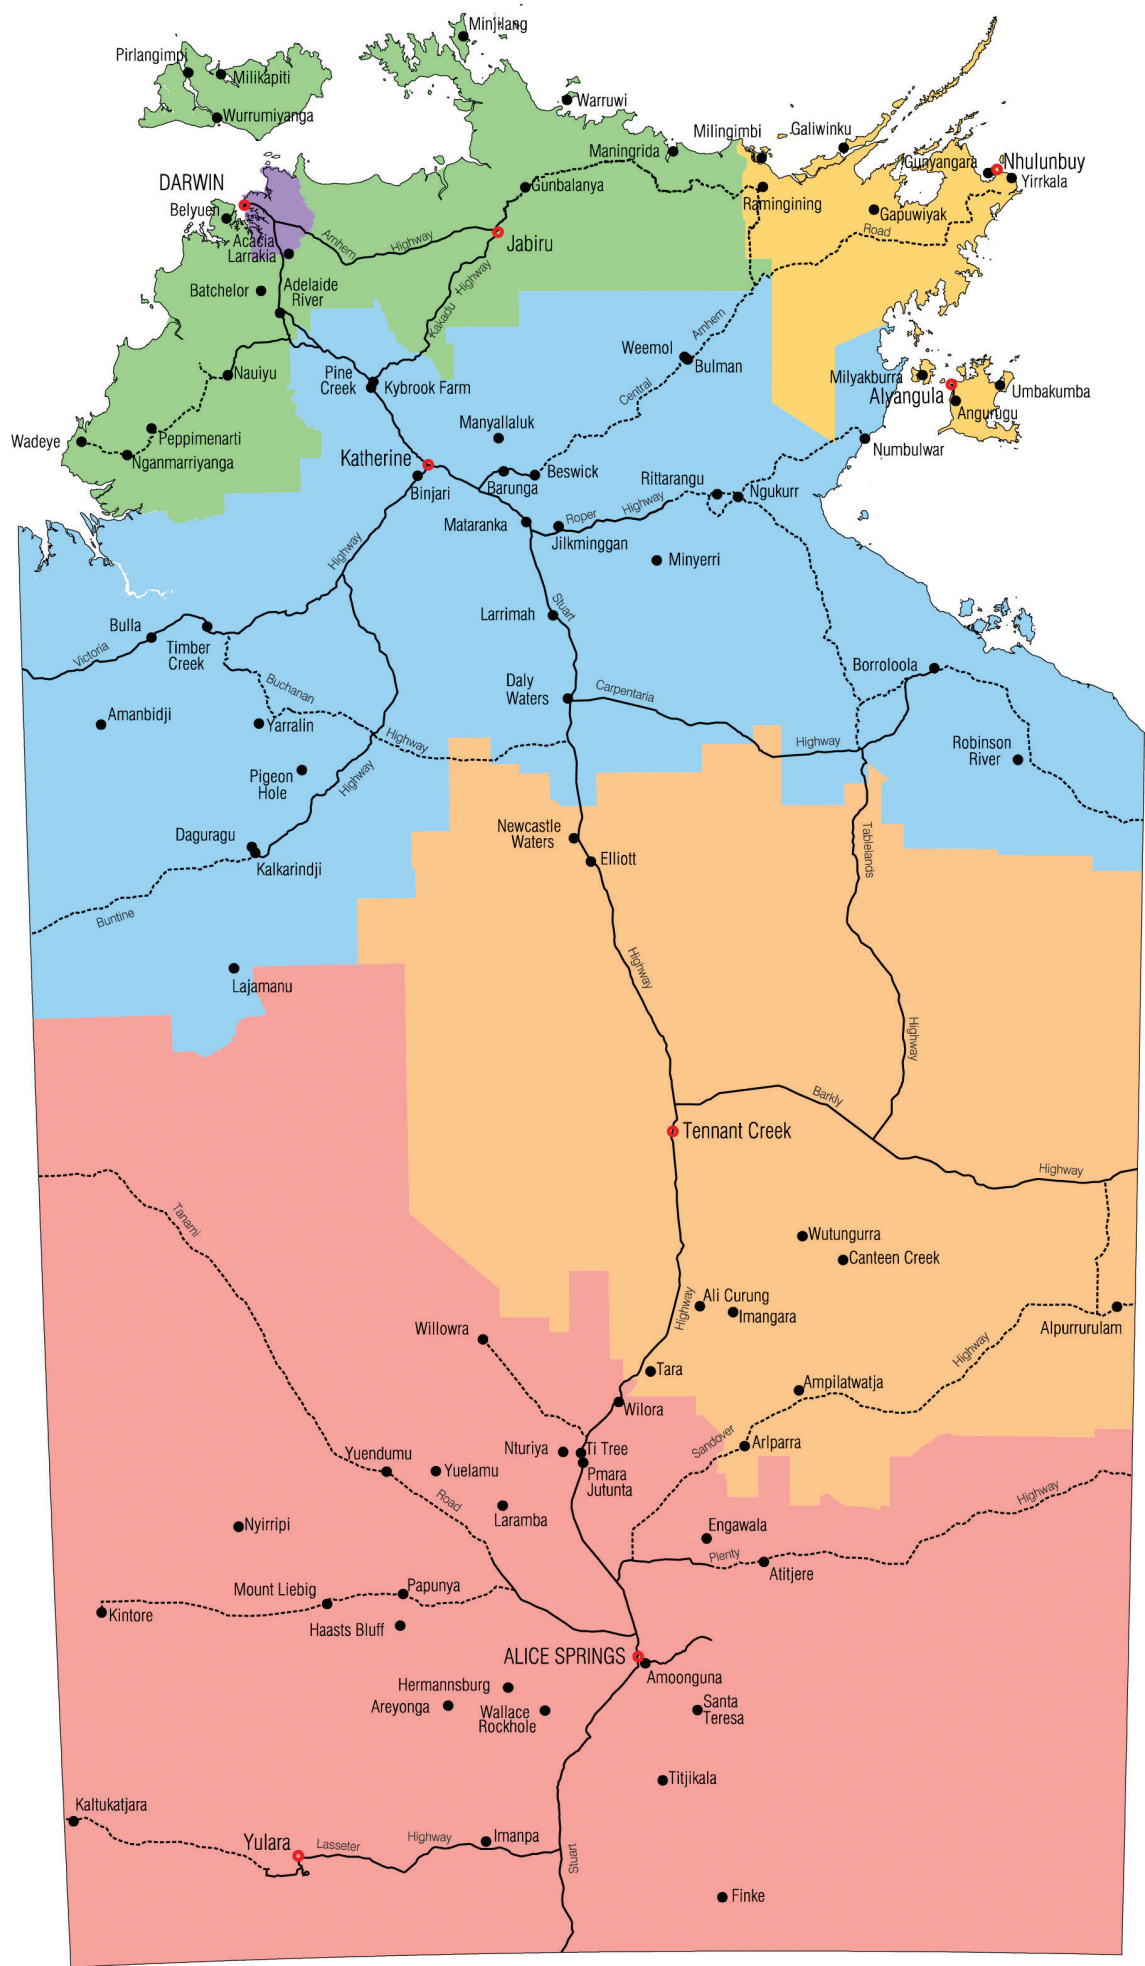 Minjilang
Pirlangimpi
Milikapiti
Wurrumiyanga
Warruwi
Milingimbi
Galiwinku
Maningrida
Gunyangara
Nhulunbuy
Yirrkala
DARWIN
Gunbalanya
Ramingining
Gapuwiyak
Belyuen
Road
Acacia
Larrakia
Arnhem
Highway
Jabiru
Batchelor
Adelaide
River
Highway
Kakadu
Arnhem
Weemol
Bulman
Nauiyu
Pine
Creek
Kybrook Farm
Central
Milyakburra
Alyangula
Umbakumba
Angurugu
Manyallaluk
Peppimenarti
Wadeye
Nganmarriyanga
Numbulwar
Katherine
Binjari
Barunga
Beswick
Rittarangu
Ngukurr
Highway
Roper
Mataranka
Jilkminggan
Minyerri
Highway
Stuart
Larrimah
Bulla
Timber
Creek
Victoria
Buchanan
Daly
Waters
Carpentaria
Borroloola
Amanbidji
Yarralin
Highway
Highway
Robinson
River
Pigeon
Hole
Highway
Daguragu
Kalkarindji
Newcastle
Waters
Elliott
Tablelands
Buntine
Lajamanu
Highway
Highway
Barkly
Tennant Creek
Highway
Tanami
Wutungurra
Canteen Creek
Ali Curung
Imangara
Highway
Alpurrurulam
Willowra
Highway
Tara
Ampilatwatja
Wilora
Sandover
Arlparra
Nturiya
Ti Tree
Pmara
Jutunta
Yuendumu
Yuelamu
Road
Laramba
Highway
Nyirripi
Engawala
Plenty
Atitjere
Mount Liebig
Papunya
Kintore
Haasts Bluff
ALICE SPRINGS
Amoonguna
Hermannsburg
Areyonga
Wallace
Rockhole
Santa
Teresa
Titjikala
Kaltukatjara
Yulara
Lasseter
Highway
Imanpa
Stuart
Finke